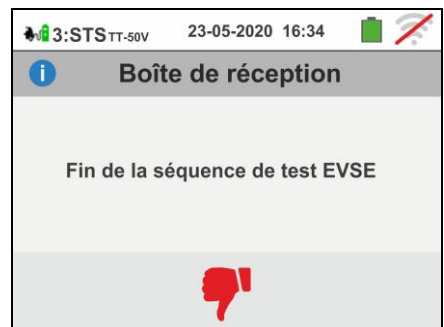 3:STS TT-50V 23-05-2020 16:34
i Boîte de réception
Fin de la séquence de test EVSE